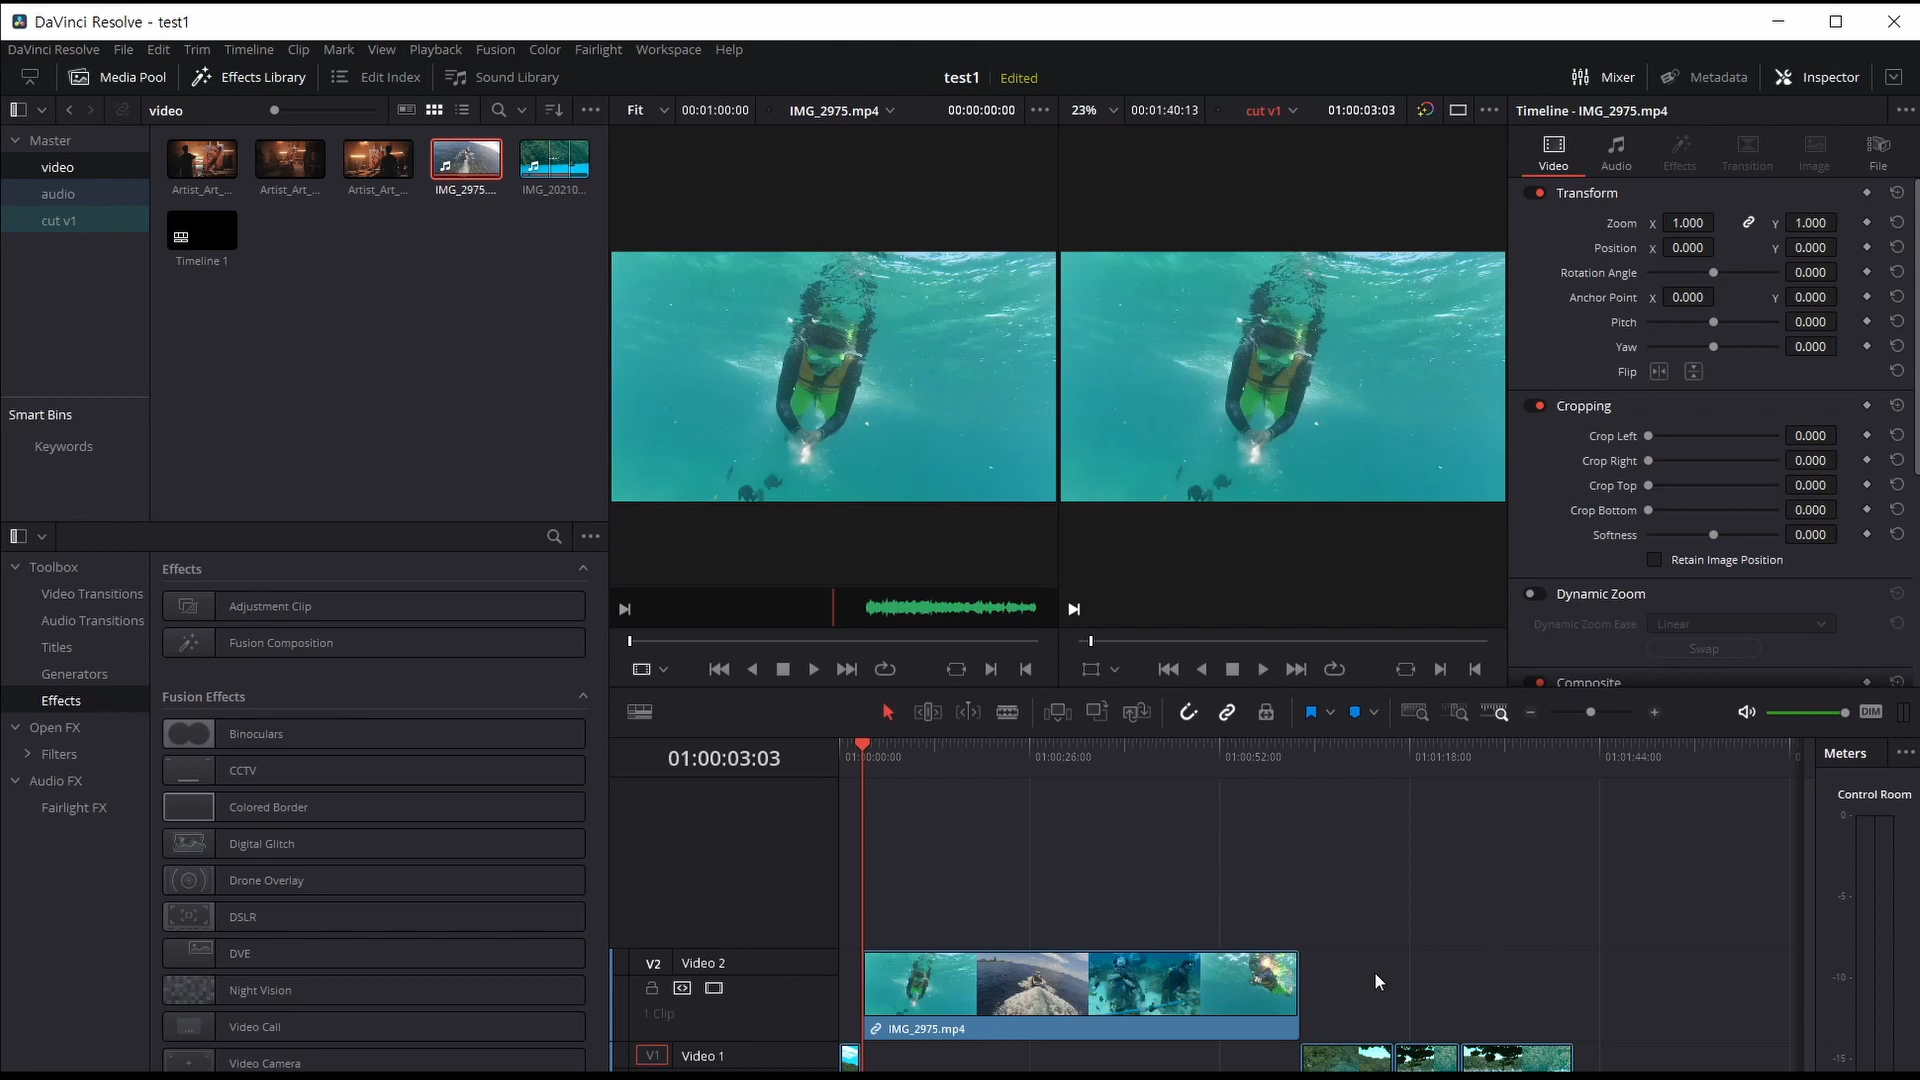 DaVinci Resolve - test1
DaVinci Resolve File Edit Trim Timeline Clip Mark View Playback Fusion Color Fairlight Workspace Help
Media Pool Effects Library Edit Index Sound Library test1 Edited Mixer Metadata Inspector
video Fit 00:01:00:00 IMG_2975.mp4 00:00:00:00 23% 00:01:40:13 cut v1 01:00:03:03 Timeline - IMG_2975.mp4
Master
video
audio
cut v1
Artist_Art_... Artist_Art_... Artist_Art_... IMG_2975.... IMG_20210...
Timeline 1
Smart Bins
Keywords
Video Audio Effects Transition Image File
Transform
Zoom X 1.000 Y 1.000
Position X 0.000 Y 0.000
Rotation Angle 0.000
Anchor Point X 0.000 Y 0.000
Pitch 0.000
Yaw 0.000
Flip
Cropping
Crop Left 0.000
Crop Right 0.000
Crop Top 0.000
Crop Bottom 0.000
Softness 0.000
Retain Image Position
Dynamic Zoom
Dynamic Zoom Ease Linear
Swap
Composite
Toolbox
Video Transitions
Audio Transitions
Titles
Generators
Effects
Open FX
Filters
Audio FX
Fairlight FX
Effects
Adjustment Clip
Fusion Composition
Fusion Effects
Binoculars
CCTV
Colored Border
Digital Glitch
Drone Overlay
DSLR
DVE
Night Vision
Video Call
Video Camera
DIM
01:00:03:03 01:00:00:00 01:00:26:00 01:00:52:00 01:01:18:00 01:01:44:00
V2 Video 2
1 Clip
IMG_2975.mp4
V1 Video 1
Meters
Control Room
0
-5
-10
-15